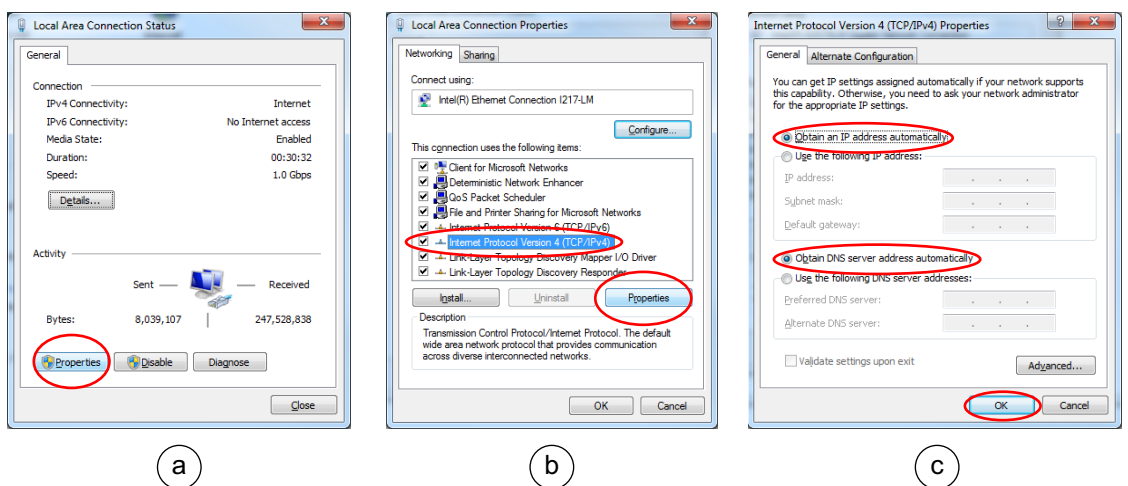 Local Area Connection Status
General
Connection
IPv4 Connectivity: Internet
IPv6 Connectivity: No Internet access
Media State: Enabled
Duration: 00:30:32
Speed: 1.0 Gbps
Details...
Activity
Sent Received
Bytes: 8,039,107 247,528,838
Properties Disable Diagnose
Close
a
Local Area Connection Properties
Networking Sharing
Connect using:
Intel(R) Ethernet Connection I217-LM
Configure...
This connection uses the following items:
Client for Microsoft Networks
Deterministic Network Enhancer
QoS Packet Scheduler
File and Printer Sharing for Microsoft Networks
Internet Protocol Version 6 (TCP/IPv6)
Internet Protocol Version 4 (TCP/IPv4)
Link-Layer Topology Discovery Mapper I/O Driver
Link-Layer Topology Discovery Responder
Install... Uninstall Properties
Description
Transmission Control Protocol/Internet Protocol. The default
wide area network protocol that provides communication
across diverse interconnected networks.
OK Cancel
b
Internet Protocol Version 4 (TCP/IPv4) Properties
General Alternate Configuration
You can get IP settings assigned automatically if your network supports
this capability. Otherwise, you need to ask your network administrator
for the appropriate IP settings.
Obtain an IP address automatically
Use the following IP address:
IP address:
Subnet mask:
Default gateway:
Obtain DNS server address automatically
Use the following DNS server addresses:
Preferred DNS server:
Alternate DNS server:
Validate settings upon exit
Advanced...
OK Cancel
c